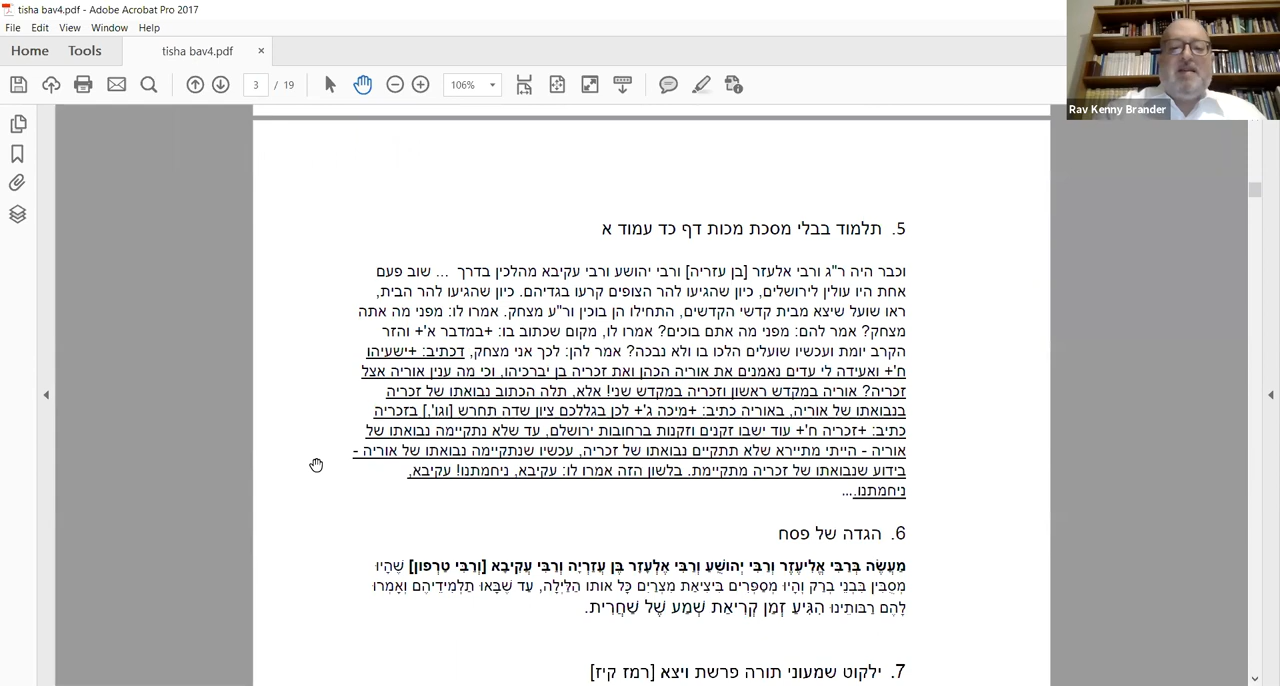 tisha bav4.pdf - Adobe Acrobat Pro 2017
File Edit View Window Help
Home Tools tisha bav4.pdf ×
3 / 19 106%
Rav Kenny Brander
5. תלמוד בבלי מסכת מכות דף כד עמוד א
וכבר היה ר"ג ורבי אלעזר [בן עזריה] ורבי יהושע ורבי עקיבא מהלכין בדרך ... שוב פעם
אחת היו עולין לירושלים, כיון שהגיעו להר הצופים קרעו בגדיהם. כיון שהגיעו להר הבית,
ראו שועל שיצא מבית קדשי הקדשים, התחילו הן בוכין ור"ע מצחק. אמרו לו: מפני מה אתה
מצחק? אמר להם: מפני מה אתם בוכים? אמרו לו, מקום שכתוב בו: +במדבר א'+ והזר
הקרב יומת ועכשיו שועלים הלכו בו ולא נבכה? אמר להן: לכך אני מצחק, דכתיב: +ישעיהו
ח'+ ואעידה לי עדים נאמנים את אוריה הכהן ואת זכריה בן יברכיהו, וכי מה ענין אוריה אצל
זכריה? אוריה במקדש ראשון וזכריה במקדש שני! אלא, תלה הכתוב נבואתו של זכריה
בנבואתו של אוריה, באוריה כתיב: +מיכה ג'+ לכן בגללכם ציון שדה תחרש [וגו',] בזכריה
כתיב: +זכריה ח'+ עוד ישבו זקנים וזקנות ברחובות ירושלם, עד שלא נתקיימה נבואתו של
אוריה - הייתי מתיירא שלא תתקיים נבואתו של זכריה, עכשיו שנתקיימה נבואתו של אוריה -
בידוע שנבואתו של זכריה מתקיימת. בלשון הזה אמרו לו: עקיבא, ניחמתנו! עקיבא,
ניחמתנו....
6. הגדה של פסח
מַעֲשֶׂה בְּרַבִּי אֱלִיעֶזֶר וְרַבִּי יְהוֹשֻׁעַ וְרַבִּי אֶלְעָזָר בֶּן עֲזַרְיָה וְרַבִּי עֲקִיבָא [וְרַבִּי טַרְפוֹן] שֶׁהָיוּ
מְסֻבִּין בִּבְנֵי בְרַק וְהָיוּ מְסַפְּרִים בִּיצִיאַת מִצְרַיִם כָּל אוֹתוֹ הַלַּיְלָה, עַד שֶׁבָּאוּ תַלְמִידֵיהֶם וְאָמְרוּ
לָהֶם רַבּוֹתֵינוּ הִגִּיעַ זְמַן קְרִיאַת שְׁמַע שֶׁל שַׁחֲרִית.
7. ילקוט שמעוני תורה פרשת ויצא [רמז קיז]